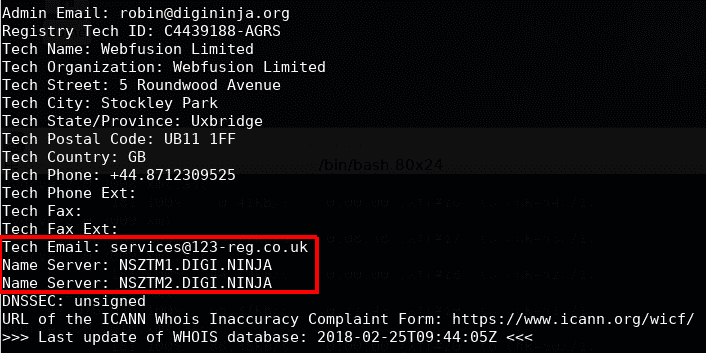 Admin Email: robin@digininja.org
Registry Tech ID: C4439188-AGRS
Tech Name: Webfusion Limited
Tech Organization: Webfusion Limited
Tech Street: 5 Roundwood Avenue
Tech City: Stockley Park
Tech State/Province: Uxbridge
Tech Postal Code: UB11 1FF
Tech Country: GB
/bin/bash 80x24
Tech Phone: +44.8712309525
Tech Phone Ext:
Tech Fax:
Tech Fax Ext:
Tech Email: services@123-reg.co.uk
Name Server: NSZTM1.DIGI.NINJA
Name Server: NSZTM2.DIGI.NINJA
DNSSEC: unsigned
URL of the ICANN Whois Inaccuracy Complaint Form: https://www.icann.org/wicf/
>>> Last update of WHOIS database: 2018-02-25T09:44:05Z <<<